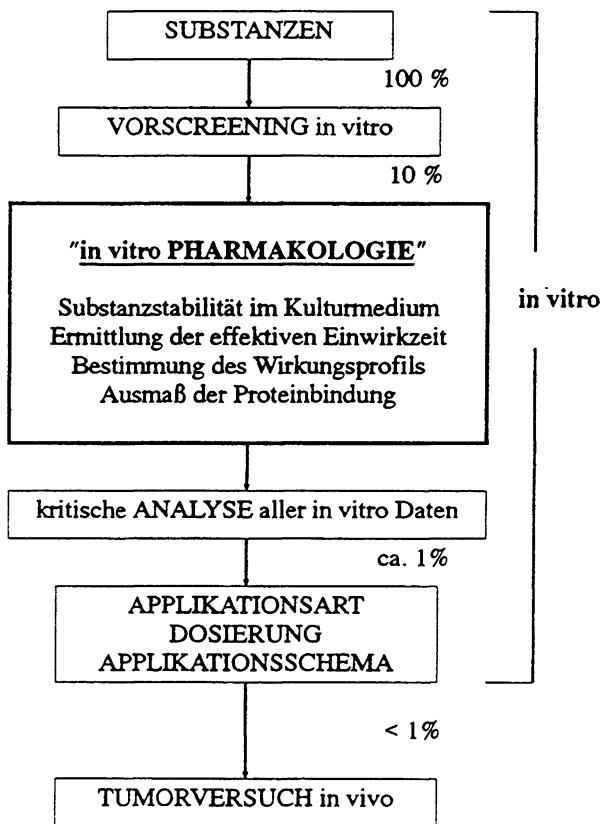 SUBSTANZEN
100 %
VORSCREENING in vitro
10 %
"in vitro PHARMAKOLOGIE"
Substanzstabilität im Kulturmedium
Ermittlung der effektiven Einwirkzeit
Bestimmung des Wirkungsprofils
Ausmaß der Proteinbindung
in vitro
kritische ANALYSE aller in vitro Daten
ca. 1%
APPLIKATIONSART
DOSIERUNG
APPLIKATIONSSCHEMA
< 1%
TUMORVERSUCH in vivo